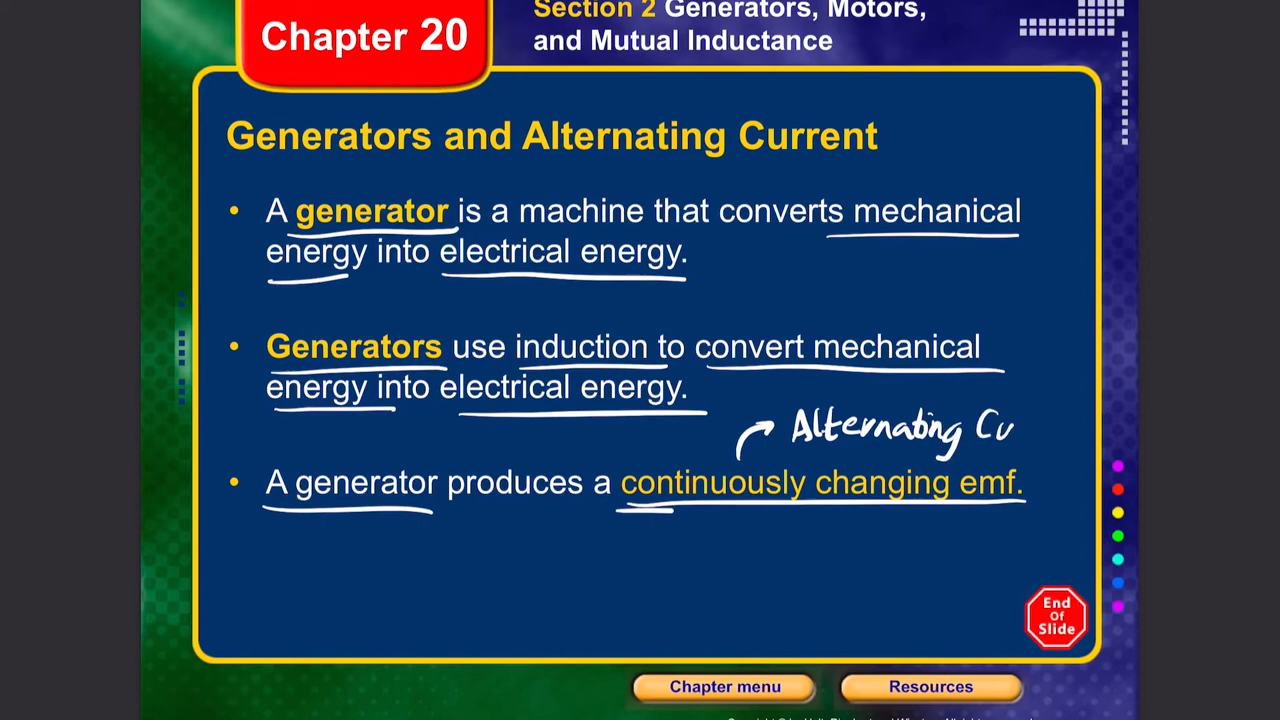 Chapter 20
Section 2 Generators, Motors,
and Mutual Inductance
Generators and Alternating Current
• A generator is a machine that converts mechanical
energy into electrical energy.
• Generators use induction to convert mechanical
energy into electrical energy.
Alternating Cu
• A generator produces a continuously changing emf.
End
Of
Slide
Chapter menu
Resources